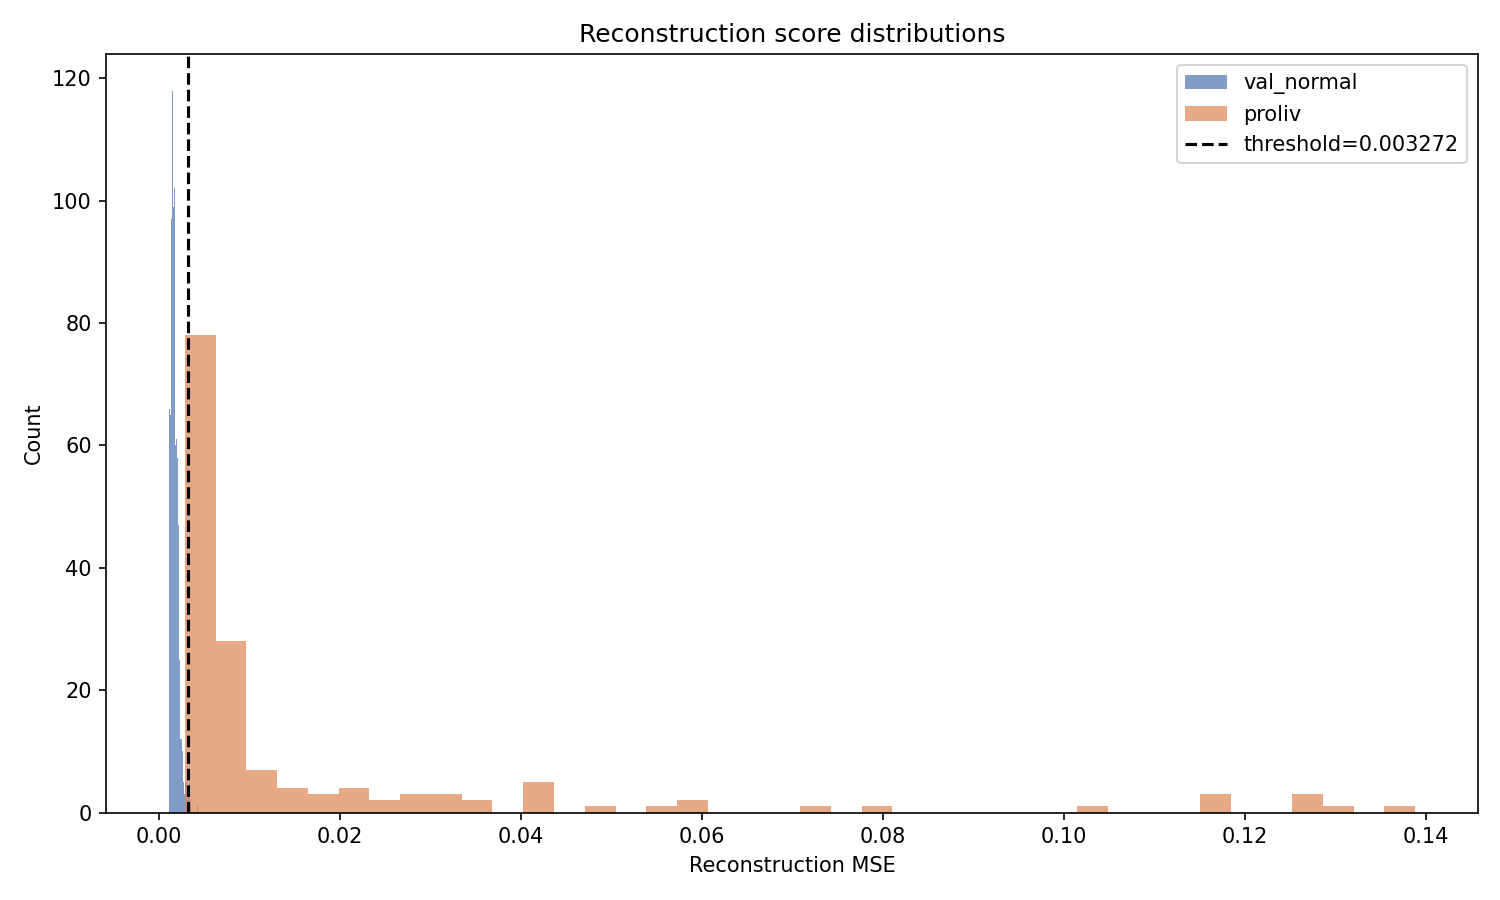 Reconstruction score distributions
val_normal
proliv
threshold=0.003272
Count
120
100
80
60
40
20
0
0.00 0.02 0.04 0.06 0.08 0.10 0.12 0.14
Reconstruction MSE